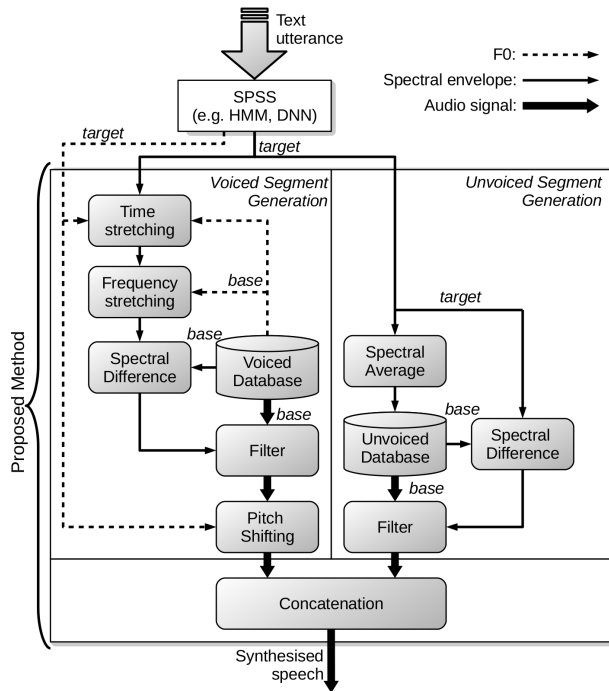 Text
utterance
F0:
Spectral envelope:
Audio signal:
SPSS
(e.g. HMM, DNN)
target
target
Voiced Segment
Generation
Unvoiced Segment
Generation
Time
stretching
Frequency
stretching
base
target
base
Spectral
Difference
Voiced
Database
Spectral
Average
base
base
Unvoiced
Database
Spectral
Difference
Filter
base
Pitch
Shifting
Filter
Proposed Method
Concatenation
Synthesised
speech